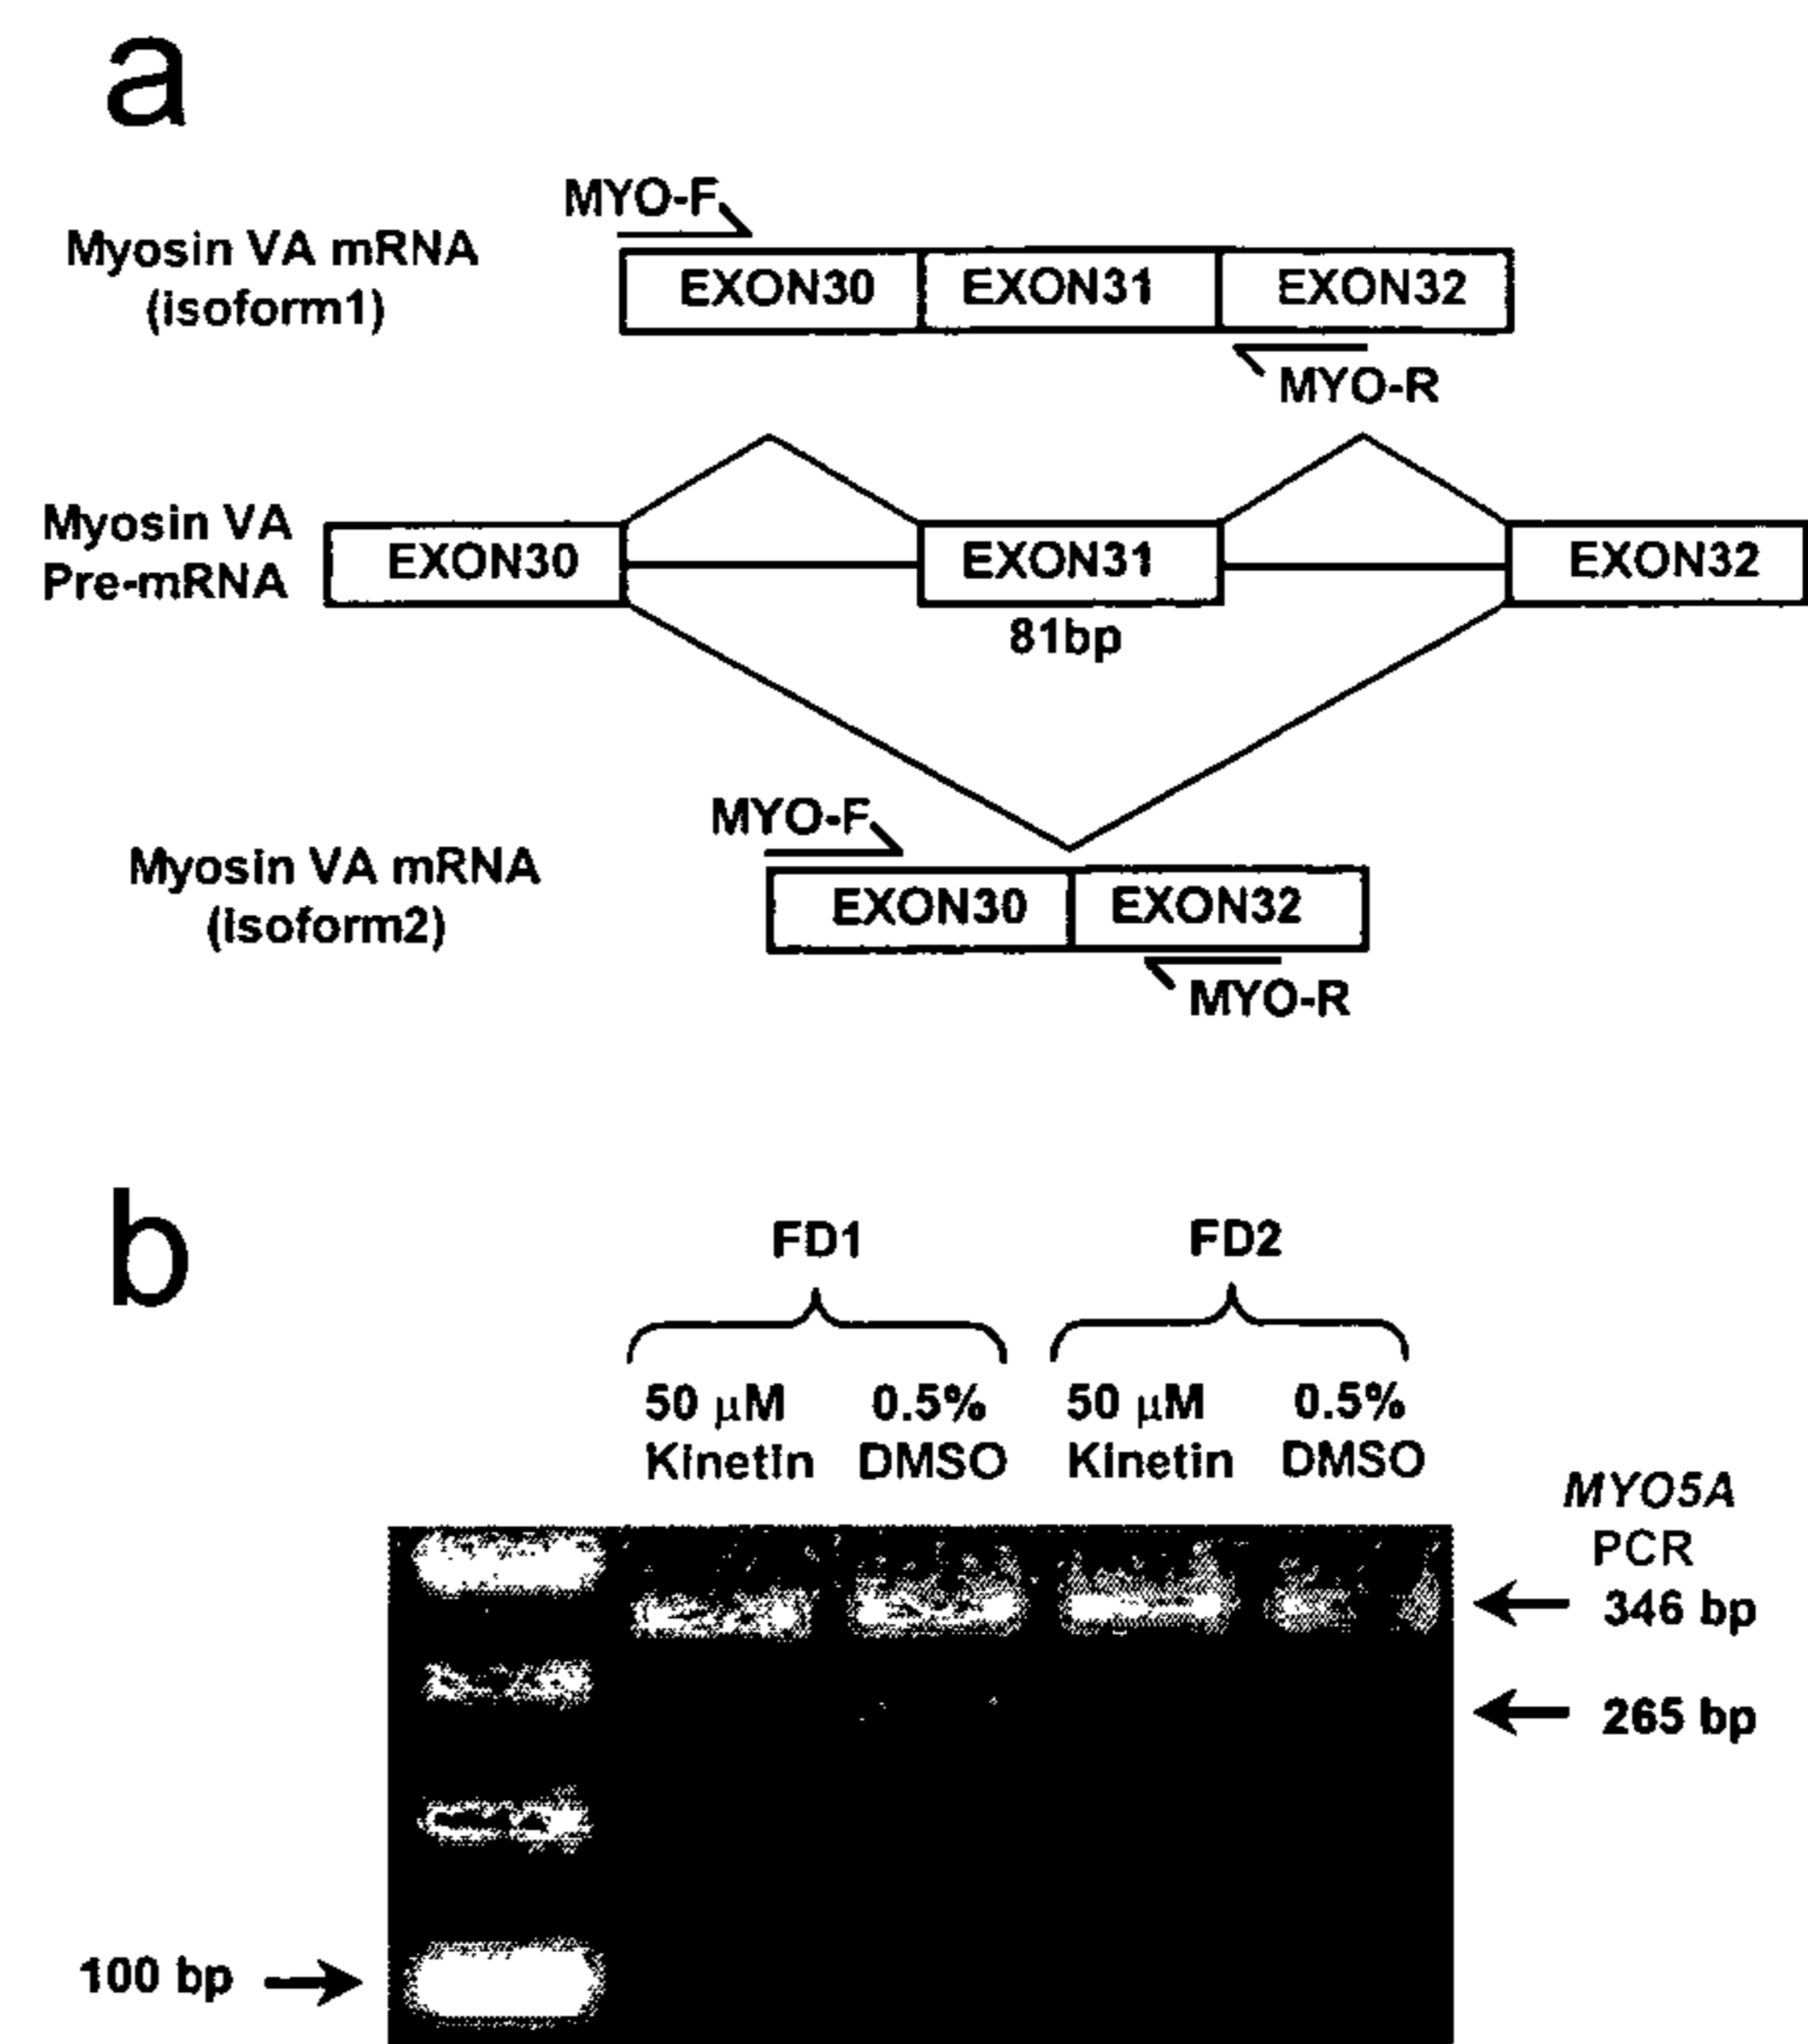 a
MYO-F
Myosin VA mRNA
(isoform1)
EXON30 EXON31 EXON32
MYO-R
Myosin VA
Pre-mRNA
EXON30 EXON31 EXON32
81bp
MYO-F
Myosin VA mRNA
(isoform2)
EXON30 EXON32
MYO-R
b
FD1 FD2
50 µM 0.5% 50 µM 0.5%
Kinetin DMSO Kinetin DMSO
MYO5A
PCR
346 bp
265 bp
100 bp